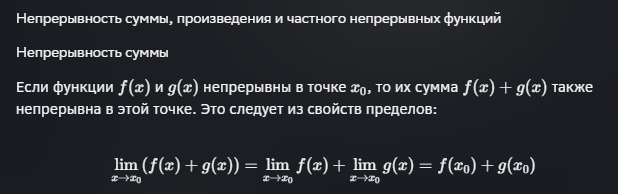 Непрерывность суммы, произведения и частного непрерывных функций
Непрерывность суммы
Если функции f(x) и g(x) непрерывны в точке x₀, то их сумма f(x) + g(x) также
непрерывна в этой точке. Это следует из свойств пределов:
lim_{x→x₀} (f(x) + g(x)) = lim_{x→x₀} f(x) + lim_{x→x₀} g(x) = f(x₀) + g(x₀)